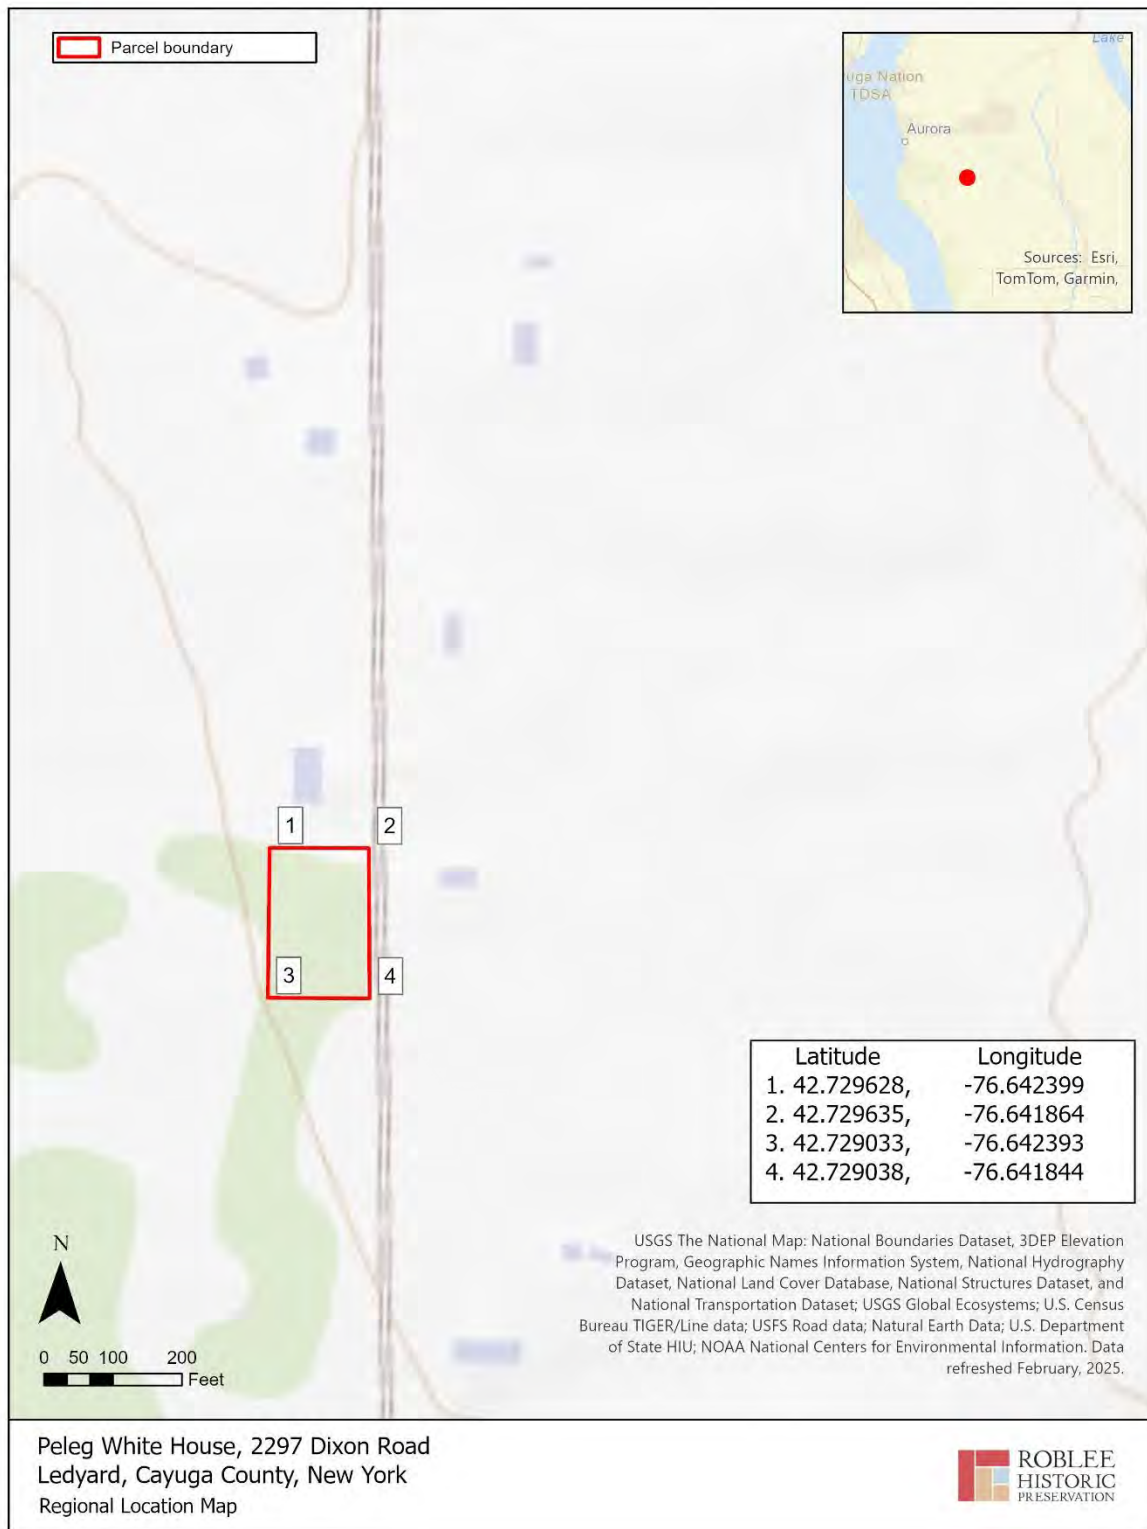 Parcel boundary
Lake
uga Nation
TDSA
Aurora
Sources: Esri,
TomTom, Garmin,
1
2
3
4
Latitude Longitude
1. 42.729628, -76.642399
2. 42.729635, -76.641864
3. 42.729033, -76.642393
4. 42.729038, -76.641844
USGS The National Map: National Boundaries Dataset, 3DEP Elevation
Program, Geographic Names Information System, National Hydrography
Dataset, National Land Cover Database, National Structures Dataset, and
National Transportation Dataset; USGS Global Ecosystems; U.S. Census
Bureau TIGER/Line data; USFS Road data; Natural Earth Data; U.S. Department
of State HIU; NOAA National Centers for Environmental Information. Data
refreshed February, 2025.
N
0 50 100 200
Feet
Peleg White House, 2297 Dixon Road
Ledyard, Cayuga County, New York
Regional Location Map
ROBLEE
HISTORIC
PRESERVATION